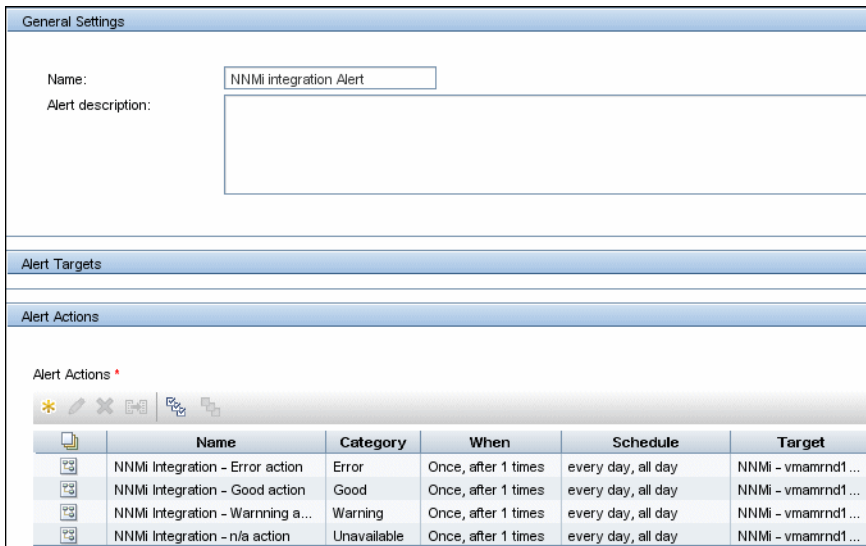 General Settings
Name: NNMi integration Alert
Alert description:
Alert Targets
Alert Actions
Alert Actions *
Name Category When Schedule Target
NNMi Integration - Error action Error Once, after 1 times every day, all day NNMi - vmamrnd1...
NNMi Integration - Good action Good Once, after 1 times every day, all day NNMi - vmamrnd1...
NNMi Integration - Warnning a... Warning Once, after 1 times every day, all day NNMi - vmamrnd1...
NNMi Integration - n/a action Unavailable Once, after 1 times every day, all day NNMi - vmamrnd1...